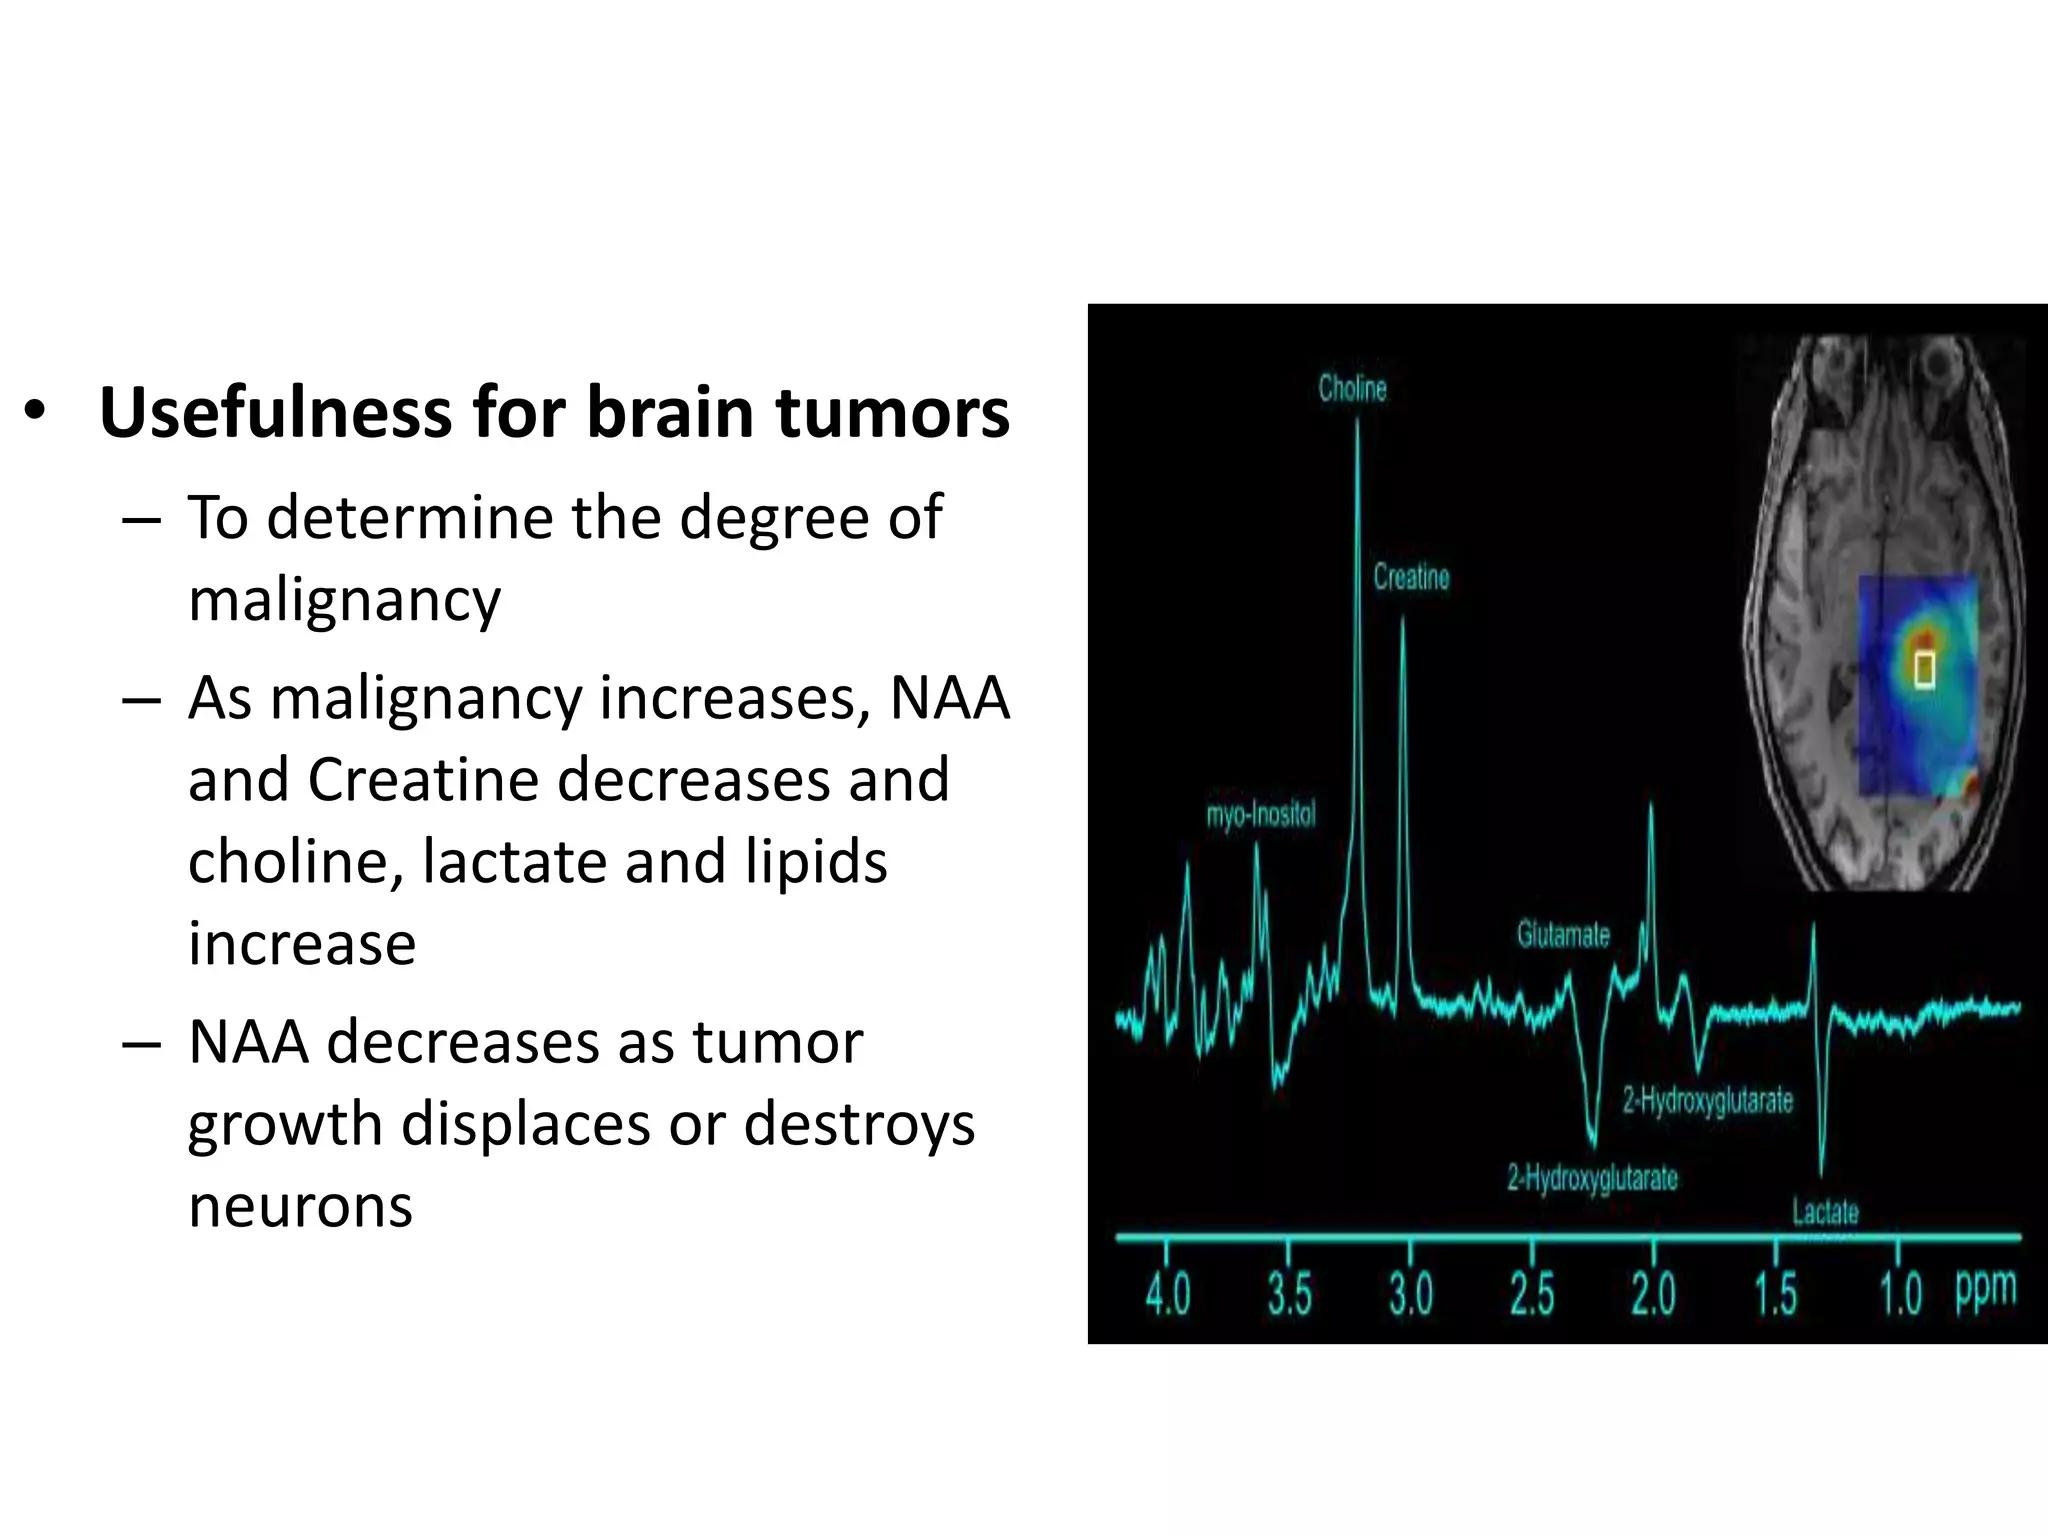 • Usefulness for brain tumors
– To determine the degree of
malignancy
– As malignancy increases, NAA
and Creatine decreases and
choline, lactate and lipids
increase
– NAA decreases as tumor
growth displaces or destroys
neurons
Choline
Creatine
myo-Inositol
Glutamate
2-Hydroxyglutarate
2-Hydroxyglutarate
Lactate
4.0 3.5 3.0 2.5 2.0 1.5 1.0 ppm